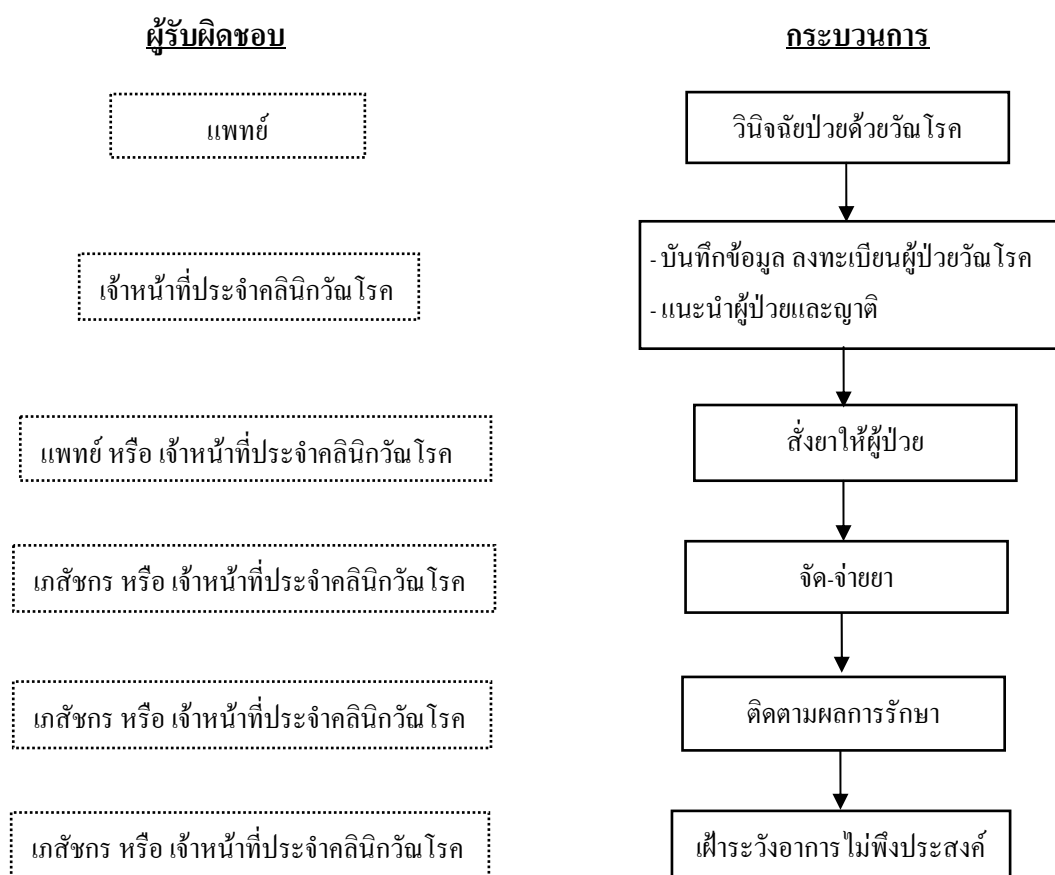 ผู้รับผิดชอบ
กระบวนการ
แพทย์
วินิจฉัยป่วยด้วยวัณโรค
เจ้าหน้าที่ประจำคลินิกวัณโรค
- บันทึกข้อมูล ลงทะเบียนผู้ป่วยวัณโรค
- แนะนำผู้ป่วยและญาติ
แพทย์ หรือ เจ้าหน้าที่ประจำคลินิกวัณโรค
สั่งยาให้ผู้ป่วย
เภสัชกร หรือ เจ้าหน้าที่ประจำคลินิกวัณโรค
จัด-จ่ายยา
เภสัชกร หรือ เจ้าหน้าที่ประจำคลินิกวัณโรค
ติดตามผลการรักษา
เภสัชกร หรือ เจ้าหน้าที่ประจำคลินิกวัณโรค
เฝ้าระวังอาการไม่พึงประสงค์